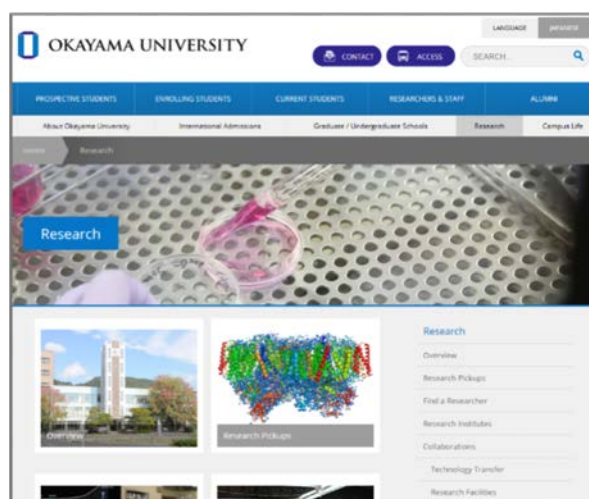 LANGUAGE JAPANESE
OKAYAMA UNIVERSITY
CONTACT ACCESS SEARCH...
PROSPECTIVE STUDENTS ENROLLING STUDENTS CURRENT STUDENTS RESEARCHERS & STAFF ALUMNI
About Okayama University International Admissions Graduate / Undergraduate Schools Research Campus Life
Home Research
Research
Research
Overview
Research Pickups
Find a Researcher
Research Institutes
Collaborations
Technology Transfer
Research Facilities
Overview
Research Pickups